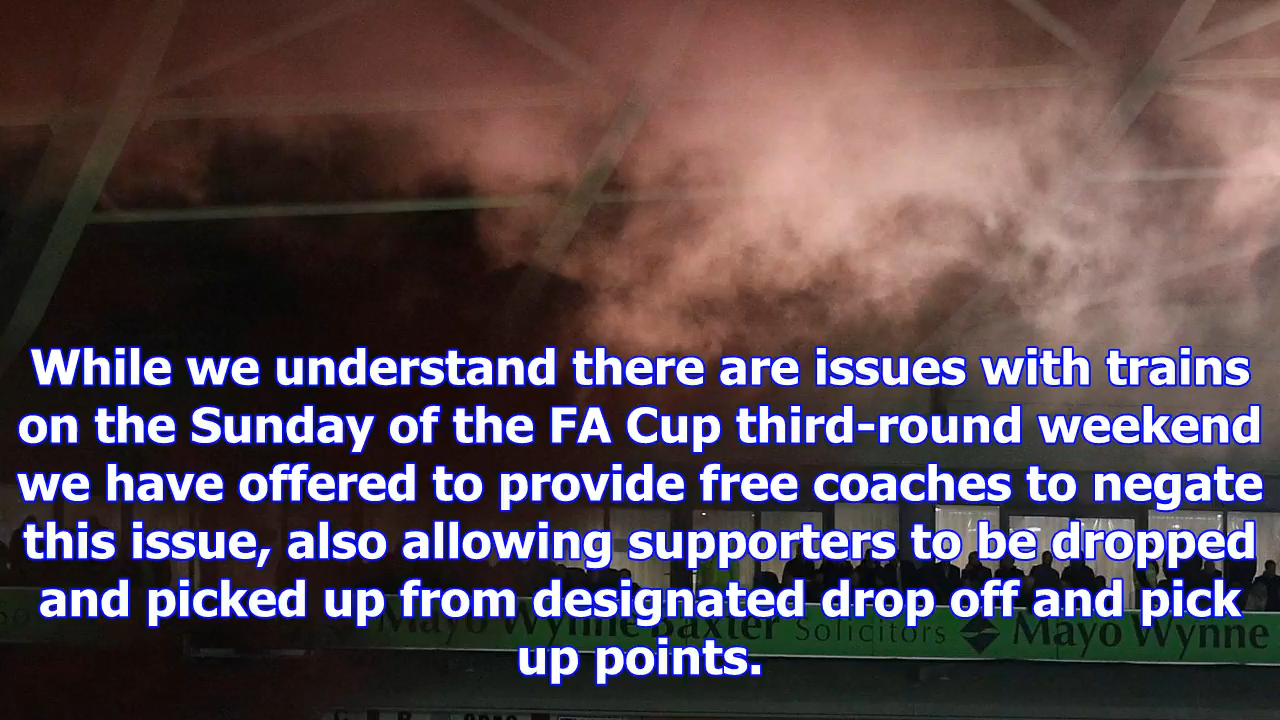 While we understand there are issues with trains
on the Sunday of the FA Cup third-round weekend
we have offered to provide free coaches to negate
this issue, also allowing supporters to be dropped
and picked up from designated drop off and pick
up points.
Mayo Wynne Baxter Solicitors Mayo Wynne